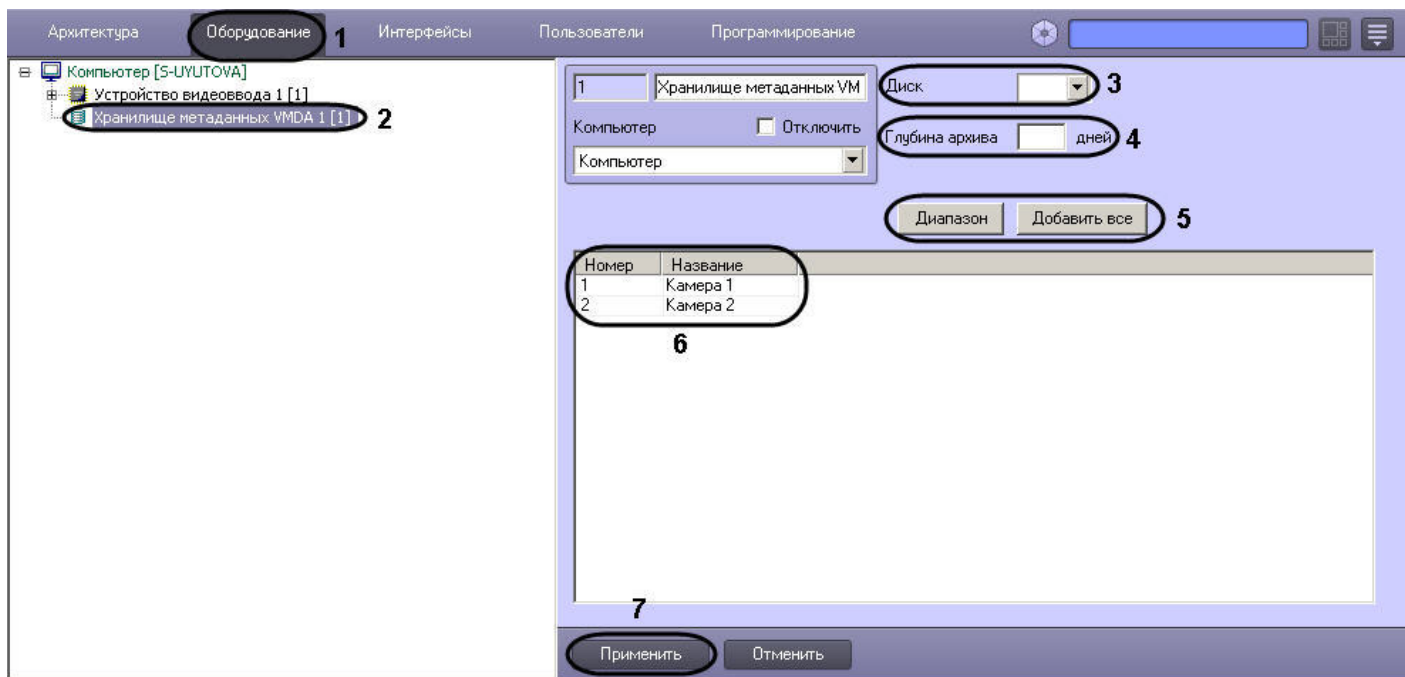 Архитектура Оборудование 1 Интерфейсы Пользователи Программирование
Компьютер [S-UYUTOVA]
Устройство видеоввода 1 [1]
Хранилище метаданных VMDA 1 [1] 2
1 Хранилище метаданных VM
Компьютер Отключить
Компьютер
Диск 3
Глубина архива дней 4
Диапазон Добавить все 5
Номер Название
1 Камера 1
2 Камера 2
6
7
Применить Отменить